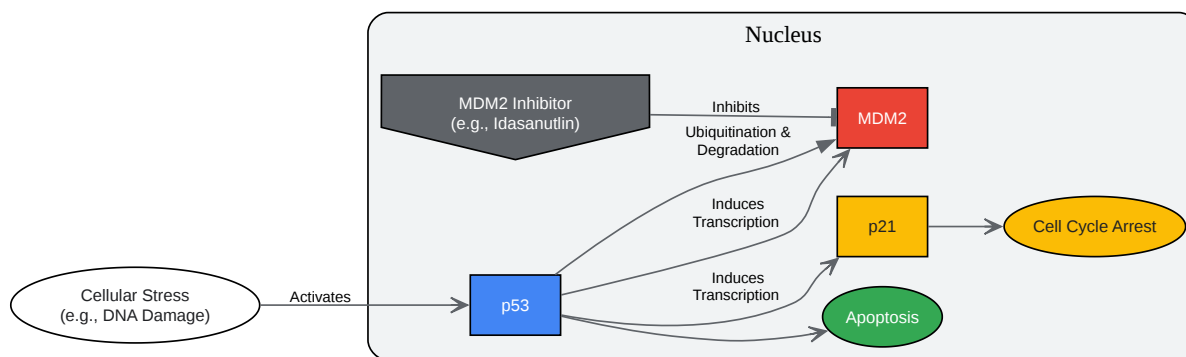 Nucleus
MDM2 Inhibitor
(e.g., Idasanutlin)
Inhibits
MDM2
Ubiquitination &
Degradation
Induces
Transcription
p21
Cell Cycle Arrest
Cellular Stress
(e.g., DNA Damage)
Activates
p53
Induces
Transcription
Apoptosis